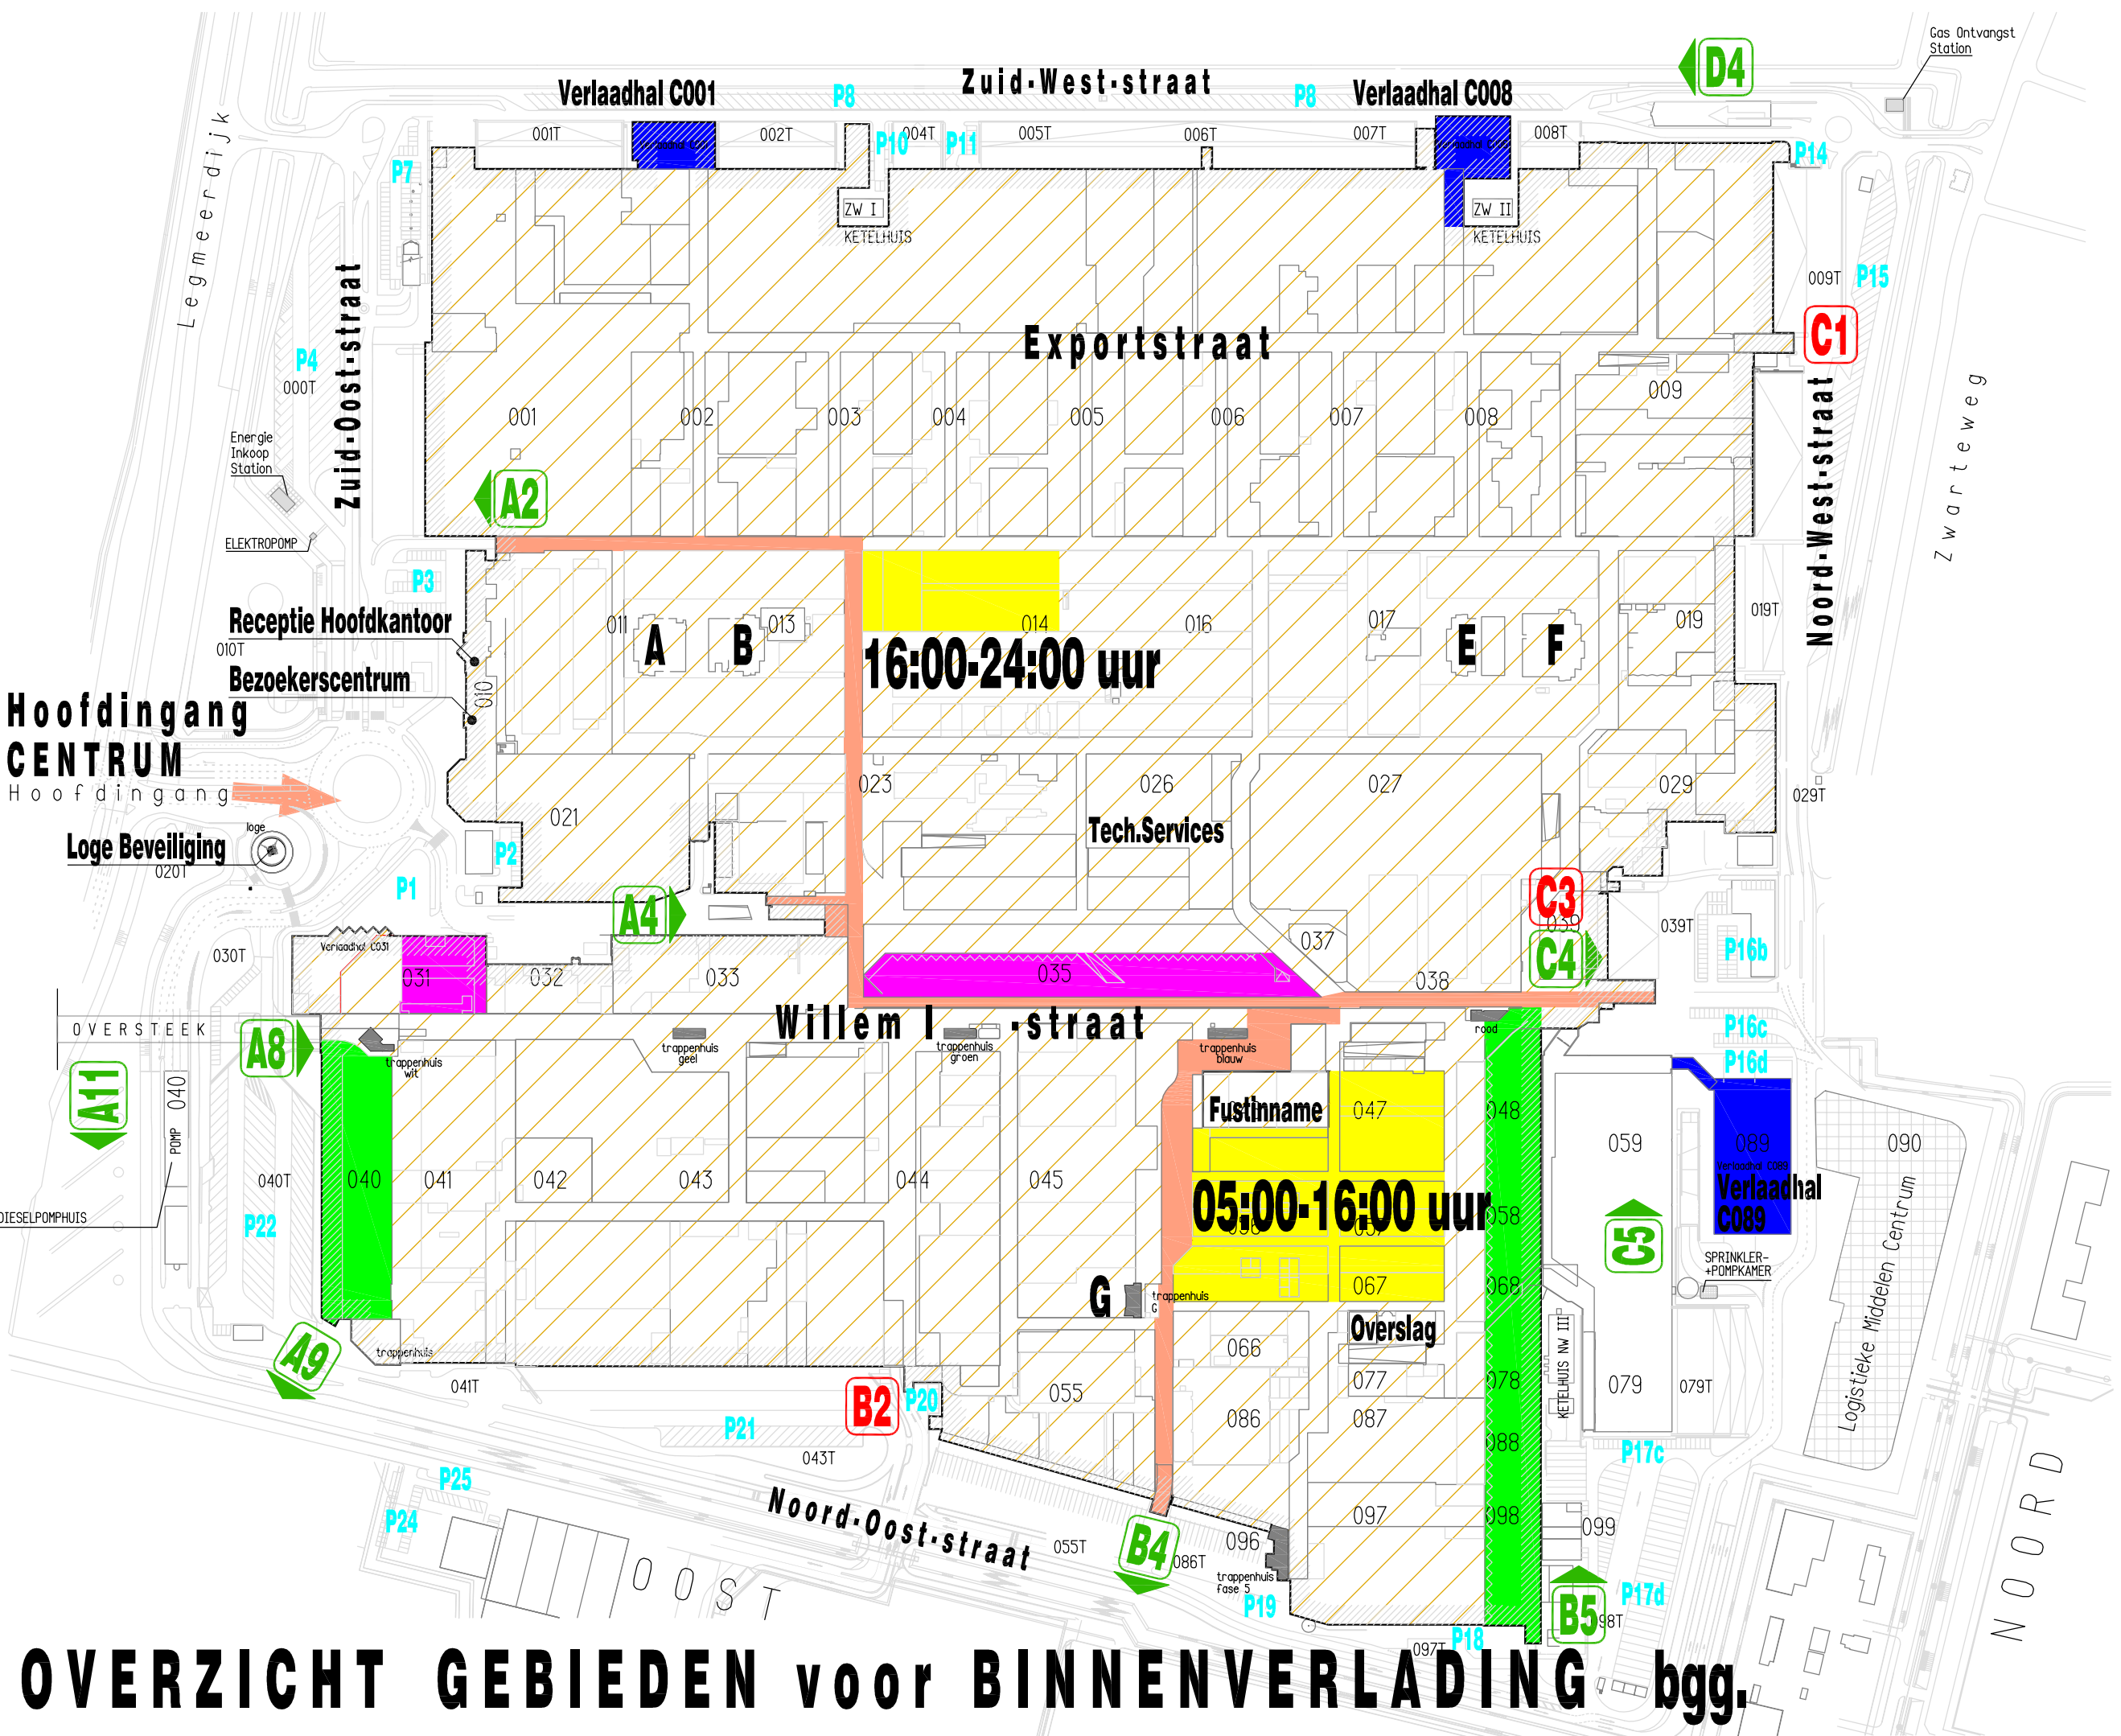 Gas Ontvangst
Station
D4
Zuid-West-straat
Verlaadhal C001
P8
P8
Verlaadhal C008
001T
002T
P10
004T
P11
005T
006T
007T
008T
P14
P7
Legmeerdijk
ZW I
KETELHUIS
ZW II
KETELHUIS
009T
P15
Zuid-Oost-straat
C1
Exportstraat
P4
000T
Noord-West-straat
Zwarteweg
001
002
003
004
005
006
007
008
009
Energie
Inkoop
Station
A2
ELEKTROPOMP
P3
Receptie Hoofdkantoor
010T
Bezoekerscentrum
010
011
A
B
013
014
016
017
E
F
019
019T
16:00-24:00 uur
Hoofdingang
CENTRUM
Hoofdingang
021
023
026
027
029
029T
Tech.Services
loge
Loge Beveiliging
020T
P2
P1
A4
C3
039
039T
C4
P16b
030T
Verlaadhal C031
031
032
033
035
037
038
OVERSTEEK
Willem I -straat
A8
A11
trappenhuis
wit
trappenhuis
geel
trappenhuis
groen
trappenhuis
blauw
rood
P16c
P16d
POMP 040
040T
P22
DIESELPOMPHUIS
040
041
042
043
044
045
Fustinname
047
048
059
089
Verlaadhal C089
Verlaadhal
C089
090
Logistieke Midden Centrum
05:00-16:00 uur
058
C5
SPRINKLER-
+POMPKAMER
G
trappenhuis
G
067
068
Overslag
066
077
078
KETELHUIS NW III
079
079T
A9
trappenhuis
041T
B2
P20
055
086
087
088
P21
043T
P17c
P25
P24
Noord-Oost-straat
OOST
055T
B4
086T
096
097
098
099
trappenhuis
fase 5
P19
P17d
B5
098T
P18
097T
NOORD
OVERZICHT GEBIEDEN voor BINNENVERLADING bgg.